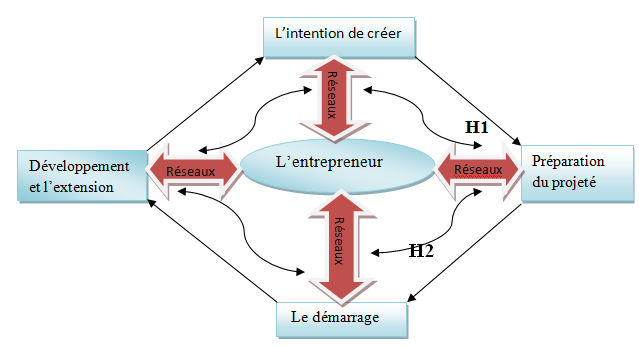 L'intention de créer
Réseaux
H1
Développement
et l'extension
Réseaux
L'entrepreneur
Réseaux
Préparation
du projeté
Réseaux
H2
Le démarrage